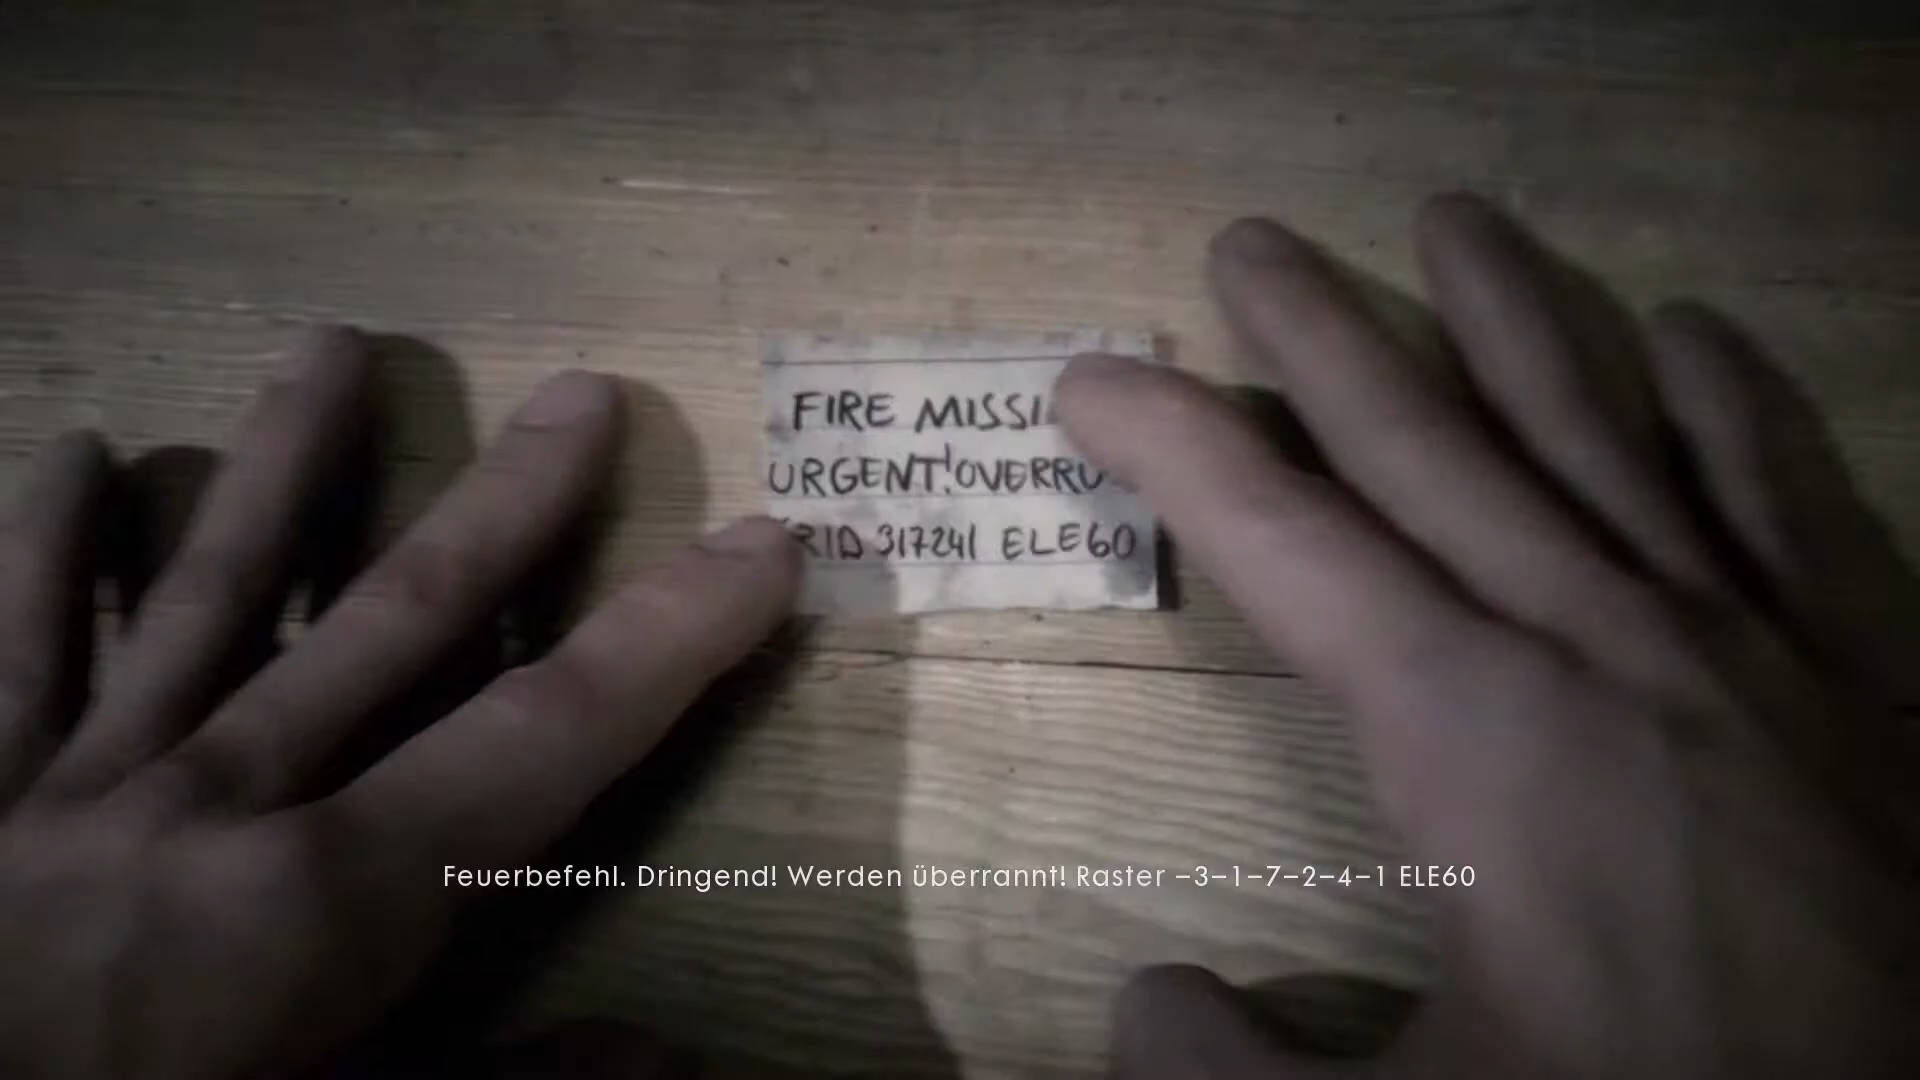 FIRE MISSI
URGENT! OVERRU
RID 317241 ELE60
Feuerbefehl. Dringend! Werden überrannt! Raster –3–1–7–2–4–1 ELE60